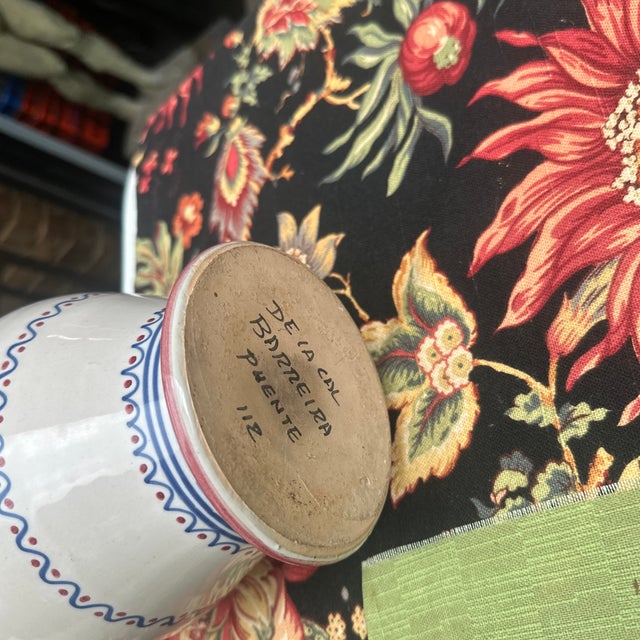 DE LA CAL
BARREIRA
PUENTE
112